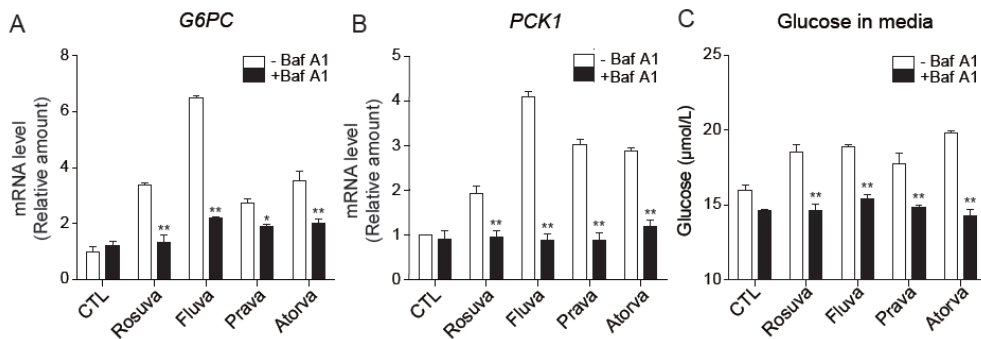 A
G6PC
- Baf A1
+Baf A1
mRNA level
(Relative amount)
8
6
4
2
0
CTL
Rosuva
Fluva
Prava
Atorva
**
**
*
**
B
PCK1
- Baf A1
+Baf A1
mRNA level
(Relative amount)
5
4
3
2
1
0
CTL
Rosuva
Fluva
Prava
Atorva
**
**
**
**
C
Glucose in media
- Baf A1
+Baf A1
Glucose (μmol/L)
25
20
15
10
CTL
Rosuva
Fluva
Prava
Atorva
**
**
**
**